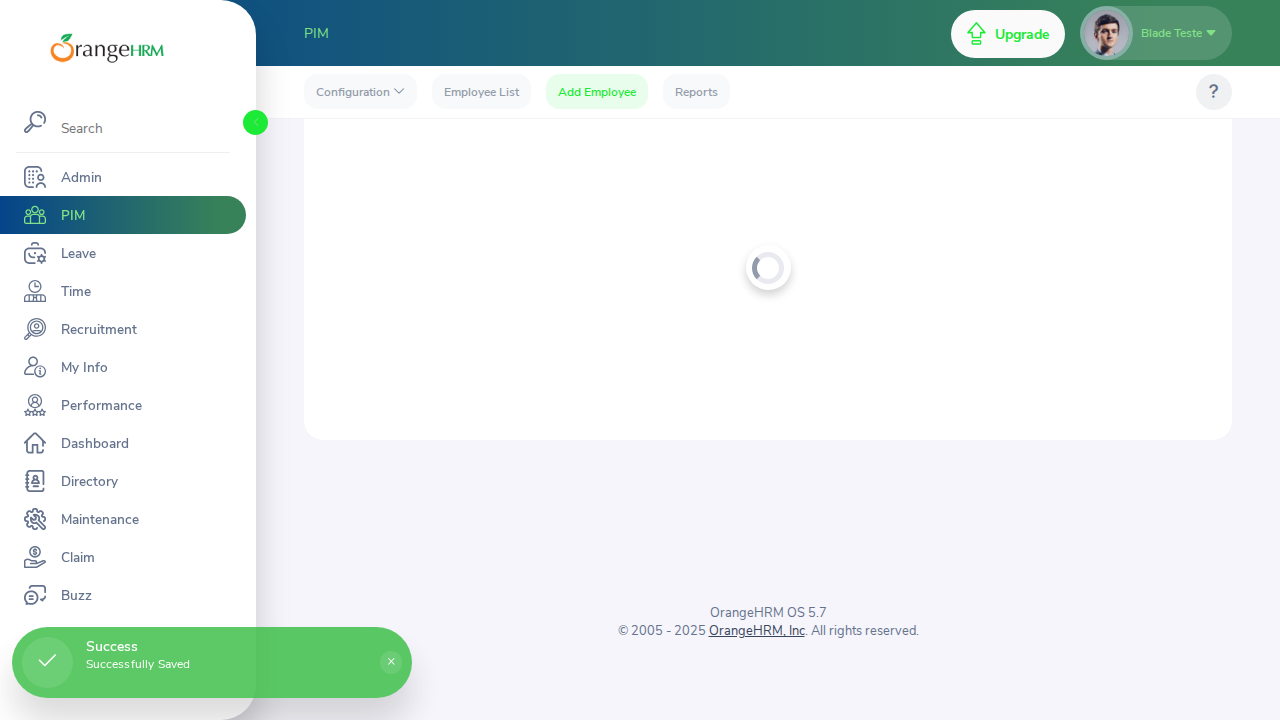 OrangeHRM
Search
Admin
PIM
Leave
Time
Recruitment
My Info
Performance
Dashboard
Directory
Maintenance
Claim
Buzz
PIM
Upgrade
Blade Teste
Configuration
Employee List
Add Employee
Reports
?
OrangeHRM OS 5.7
© 2005 - 2025 OrangeHRM, Inc. All rights reserved.
Success
Successfully Saved
×